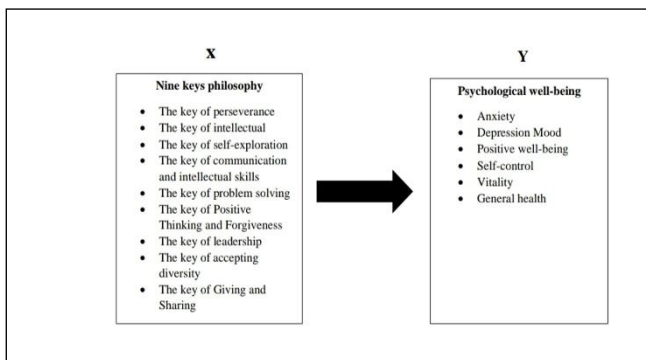 X
Nine keys philosophy
• The key of perseverance
• The key of intellectual
• The key of self-exploration
• The key of communication
and intellectual skills
• The key of problem solving
• The key of Positive
Thinking and Forgiveness
• The key of leadership
• The key of accepting
diversity
• The key of Giving and
Sharing
Y
Psychological well-being
• Anxiety
• Depression Mood
• Positive well-being
• Self-control
• Vitality
• General health